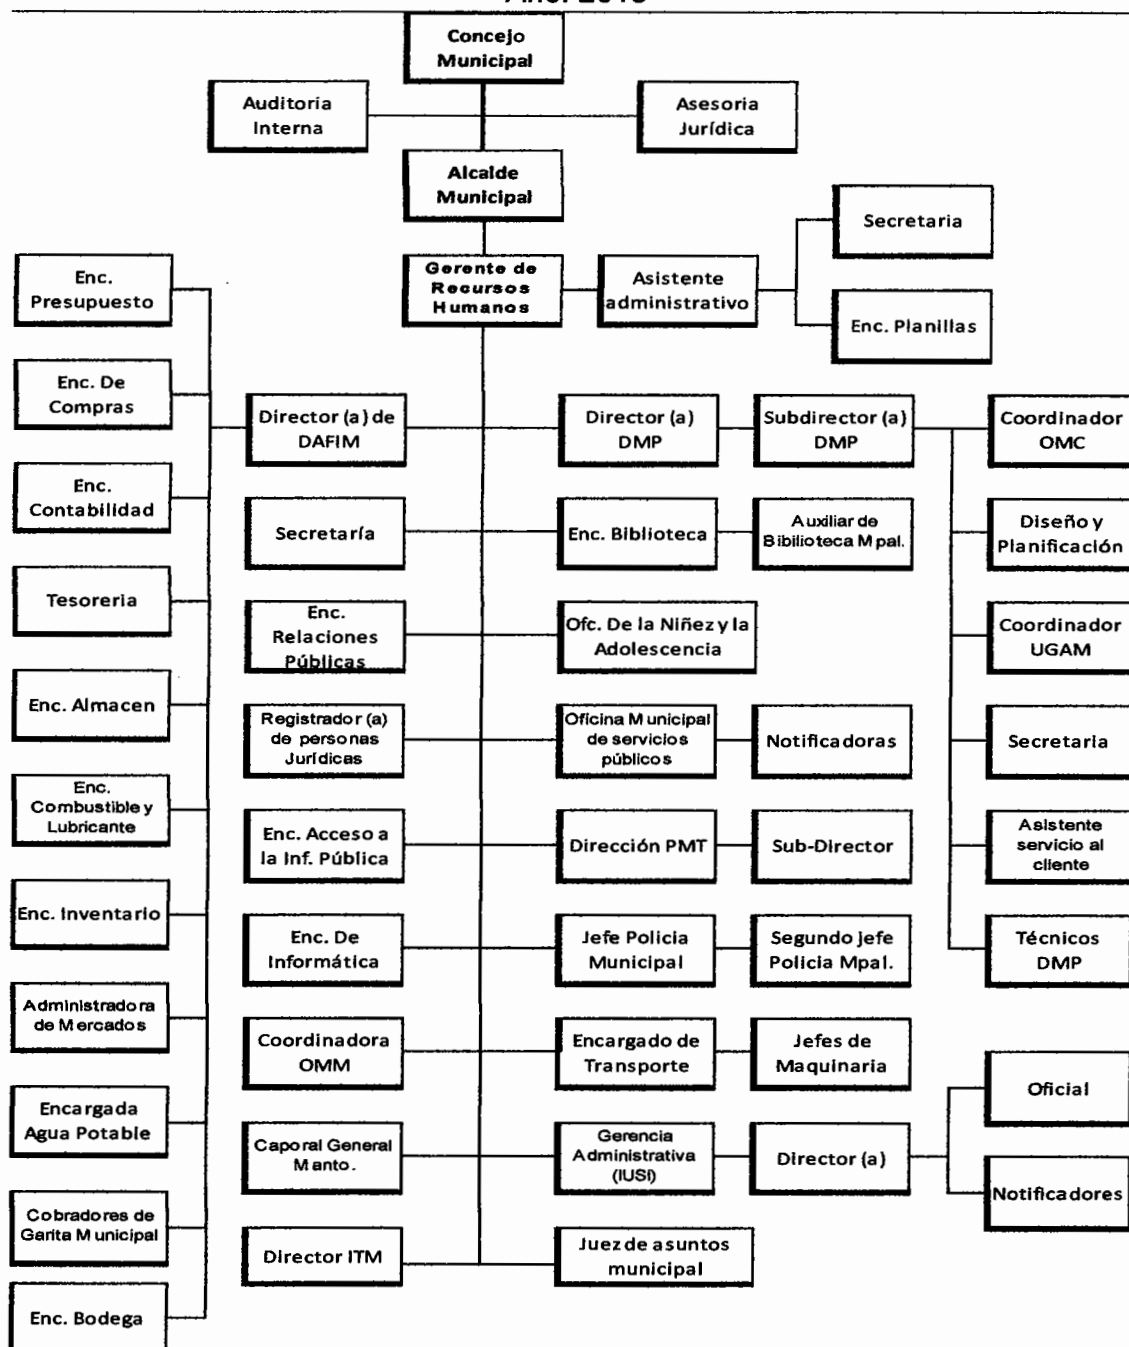 Concejo
Municipal
Auditoria
Interna
Asesoria
Jurídica
Alcalde
Municipal
Secretaria
Gerente de
Recursos
Humanos
Asistente
administrativo
Enc.
Presupuesto
Enc. Planillas
Enc. De
Compras
Director (a) de
DAFIM
Director (a)
DMP
Subdirector (a)
DMP
Coordinador
OMC
Enc.
Contabilidad
Secretaría
Enc. Biblioteca
Auxiliar de
Bibilioteca Mpal.
Diseño y
Planificación
Tesoreria
Enc.
Relaciones
Públicas
Ofc. De la Niñez y la
Adolescencia
Coordinador
UGAM
Enc. Almacen
Registrador (a)
de personas
Jurídicas
Oficina Municipal
de servicios
públicos
Notificadoras
Secretaria
Enc.
Combustible y
Lubricante
Enc. Acceso a
la Inf. Pública
Dirección PMT
Sub-Director
Asistente
servicio al
cliente
Enc. Inventario
Enc. De
Informática
Jefe Policia
Municipal
Segundo Jefe
Policia Mpal.
Técnicos
DMP
Administradora
de Mercados
Coordinadora
OMM
Encargado de
Transporte
Jefes de
Maquinaria
Oficial
Encargada
Agua Potable
Caporal General
Manto.
Gerencia
Administrativa
(IUSI)
Director (a)
Notificadores
Cobradores de
Garita Municipal
Director ITM
Juez de asuntos
municipal
Enc. Bodega